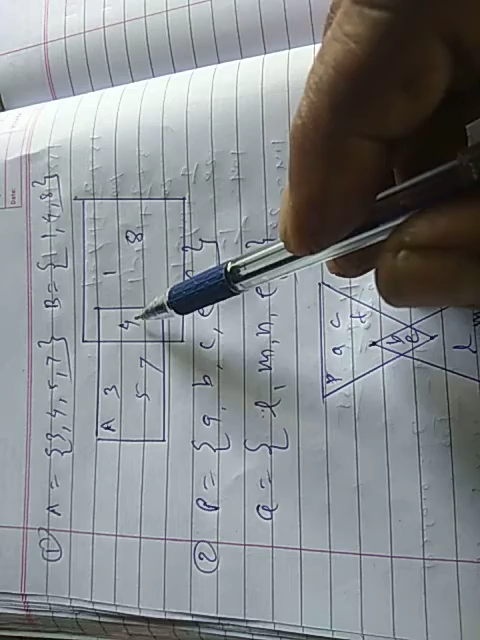 ① A = {3,4,5,7} B = {1,4,8}
A 3 4 1
5 7 8
② P = {a, b, c, e
Q = { l, m, n, e
P a, c
b
e
l